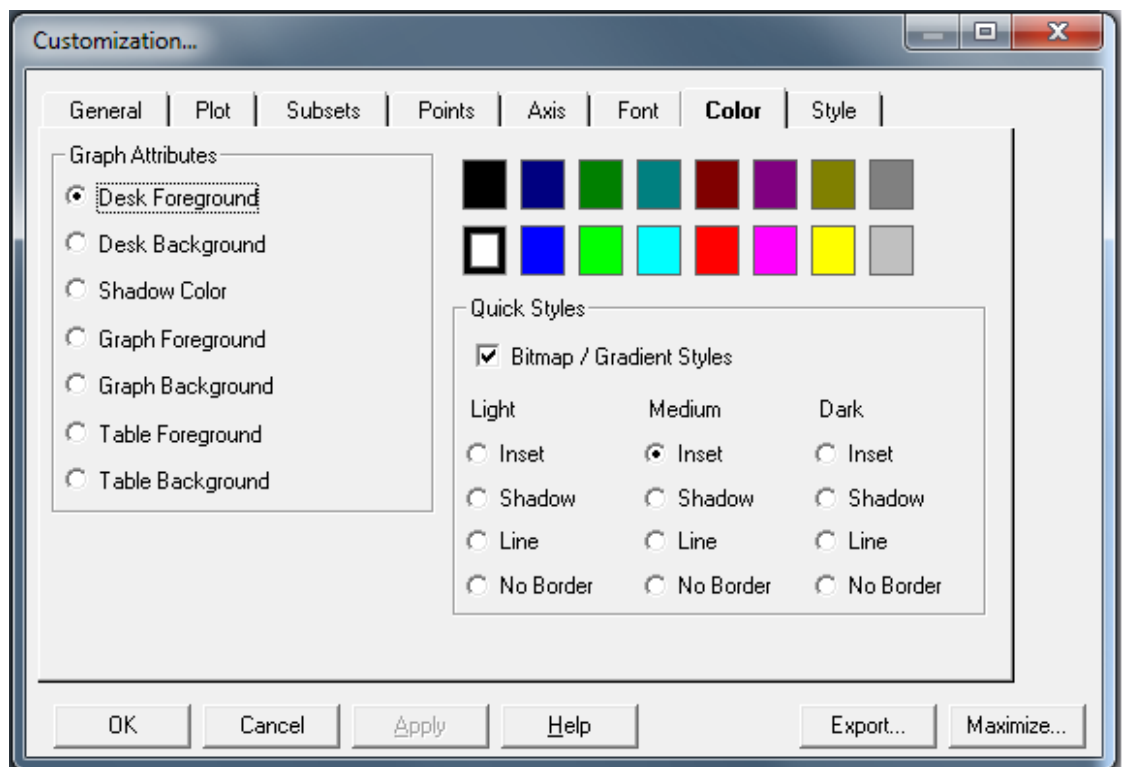 Customization...
General Plot Subsets Points Axis Font Color Style
Graph Attributes
Desk Foreground
Desk Background
Shadow Color
Graph Foreground
Graph Background
Table Foreground
Table Background
Quick Styles
Bitmap / Gradient Styles
Light Medium Dark
Inset Inset Inset
Shadow Shadow Shadow
Line Line Line
No Border No Border No Border
OK Cancel Apply Help Export... Maximize...